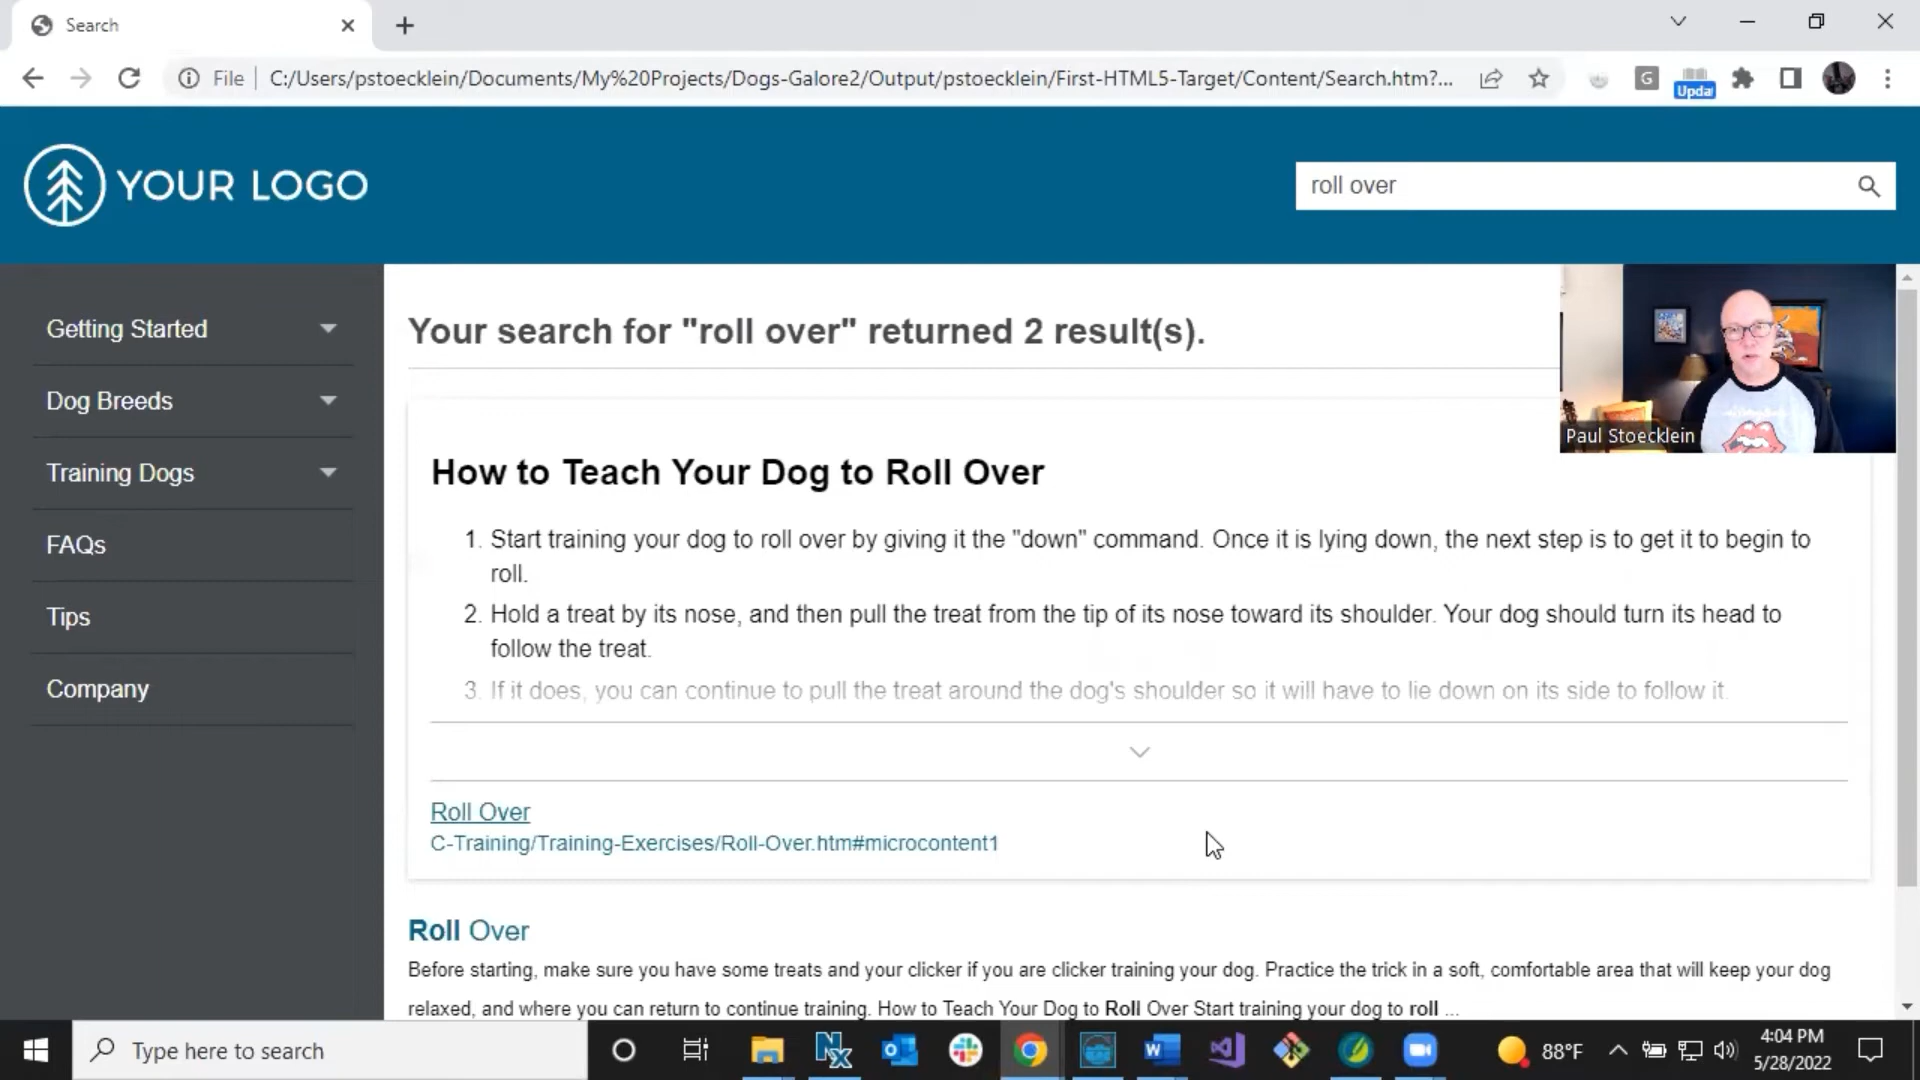 Search
File
C:/Users/pstoecklein/Documents/My%20Projects/Dogs-Galore2/Output/pstoecklein/First-HTML5-Target/Content/Search.htm?...
G
Upda
YOUR LOGO
roll over
Getting Started
Dog Breeds
Training Dogs
FAQs
Tips
Company
Your search for "roll over" returned 2 result(s).
Paul Stoecklein
How to Teach Your Dog to Roll Over
1. Start training your dog to roll over by giving it the "down" command. Once it is lying down, the next step is to get it to begin to
roll.
2. Hold a treat by its nose, and then pull the treat from the tip of its nose toward its shoulder. Your dog should turn its head to
follow the treat.
3. If it does, you can continue to pull the treat around the dog's shoulder so it will have to lie down on its side to follow it.
Roll Over
C-Training/Training-Exercises/Roll-Over.htm#microcontent1
Roll Over
Before starting, make sure you have some treats and your clicker if you are clicker training your dog. Practice the trick in a soft, comfortable area that will keep your dog
relaxed, and where you can return to continue training. How to Teach Your Dog to Roll Over Start training your dog to roll ...
Type here to search
88°F
4:04 PM
5/28/2022